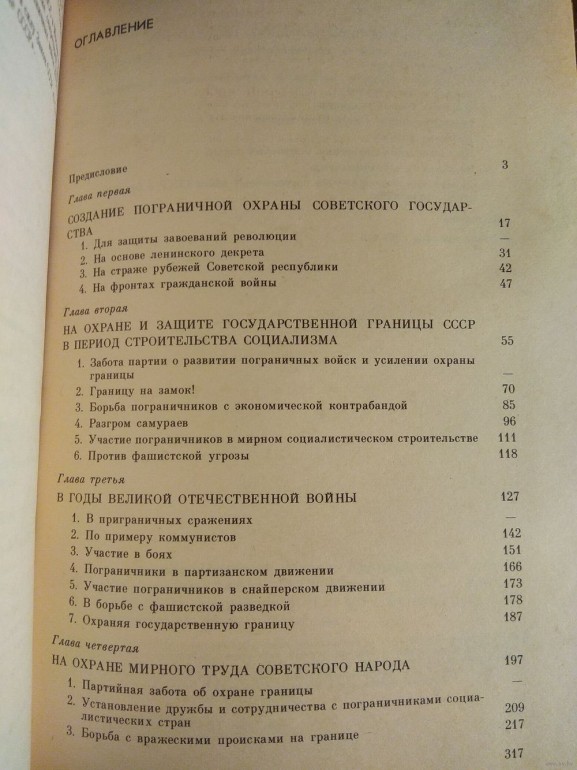 ОГЛАВЛЕНИЕ
Предисловие 3
Глава первая
СОЗДАНИЕ ПОГРАНИЧНОЙ ОХРАНЫ СОВЕТСКОГО ГОСУДАР-
СТВА 17
1. Для защиты завоеваний революции —
2. На основе ленинского декрета 31
3. На страже рубежей Советской республики 42
4. На фронтах гражданской войны 47
Глава вторая
НА ОХРАНЕ И ЗАЩИТЕ ГОСУДАРСТВЕННОЙ ГРАНИЦЫ СССР
В ПЕРИОД СТРОИТЕЛЬСТВА СОЦИАЛИЗМА 55
1. Забота партии о развитии пограничных войск и усилении охраны
границы —
2. Границу на замок! 70
3. Борьба пограничников с экономической контрабандой 85
4. Разгром самураев 96
5. Участие пограничников в мирном социалистическом строительстве 111
6. Против фашистской угрозы 118
Глава третья
В ГОДЫ ВЕЛИКОЙ ОТЕЧЕСТВЕННОЙ ВОЙНЫ 127
1. В приграничных сражениях —
2. По примеру коммунистов 142
3. Участие в боях 151
4. Пограничники в партизанском движении 166
5. Участие пограничников в снайперском движении 173
6. В борьбе с фашистской разведкой 178
7. Охраняя государственную границу 187
Глава четвертая
НА ОХРАНЕ МИРНОГО ТРУДА СОВЕТСКОГО НАРОДА 197
1. Партийная забота об охране границы —
2. Установление дружбы и сотрудничества с пограничниками социа-
листических стран 209
3. Борьба с вражескими происками на границе 217
317